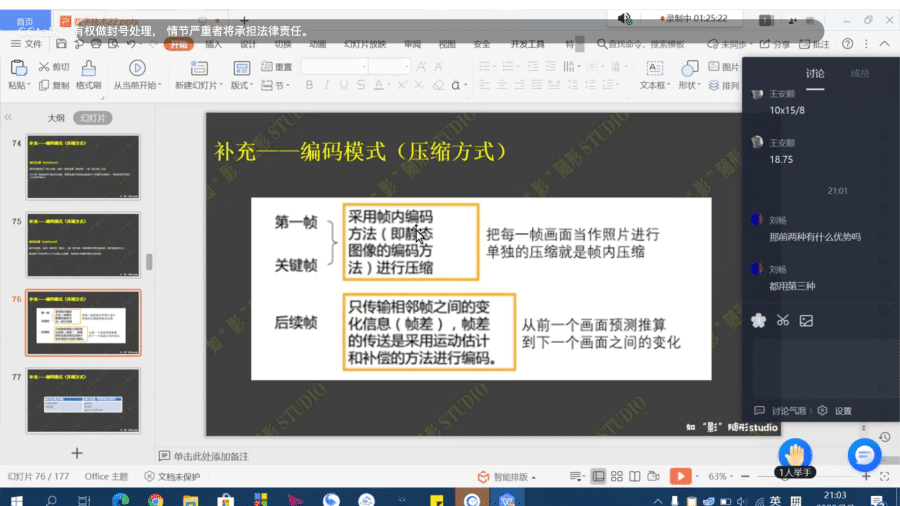 首页
有权做封号处理， 情节严重者将承担法律责任。
录制中 01:25:22
文件
开始
插入
设计
切换
动画
幻灯片放映
审阅
视图
安全
开发工具
特
查找命令、搜索模板
未同步
分享
批注
粘贴
剪切
复制
格式刷
从当前开始
新建幻灯片
版式
重置
节
文本框
形状
图片
排列
大纲
幻灯片
74
75
76
77
补充——编码模式（压缩方式）
第一帧
关键帧
采用帧内编码
方法（即静态
图像的编码方
法）进行压缩
把每一帧画面当作照片进行
单独的压缩就是帧内压缩
后续帧
只传输相邻帧之间的变
化信息（帧差），帧差
的传送是采用运动估计
和补偿的方法进行编码。
从前一个画面预测推算
到下一个画面之间的变化
如“影”随形studio
讨论
成员
王安顺
10x15/8
王安顺
18.75
21:01
刘畅
那前两种有什么优势吗
刘畅
都用第三种
讨论气泡
设置
1人举手
单击此处添加备注
幻灯片 76 / 177
Office 主题
文档未保护
智能排版
63%
英
21:03